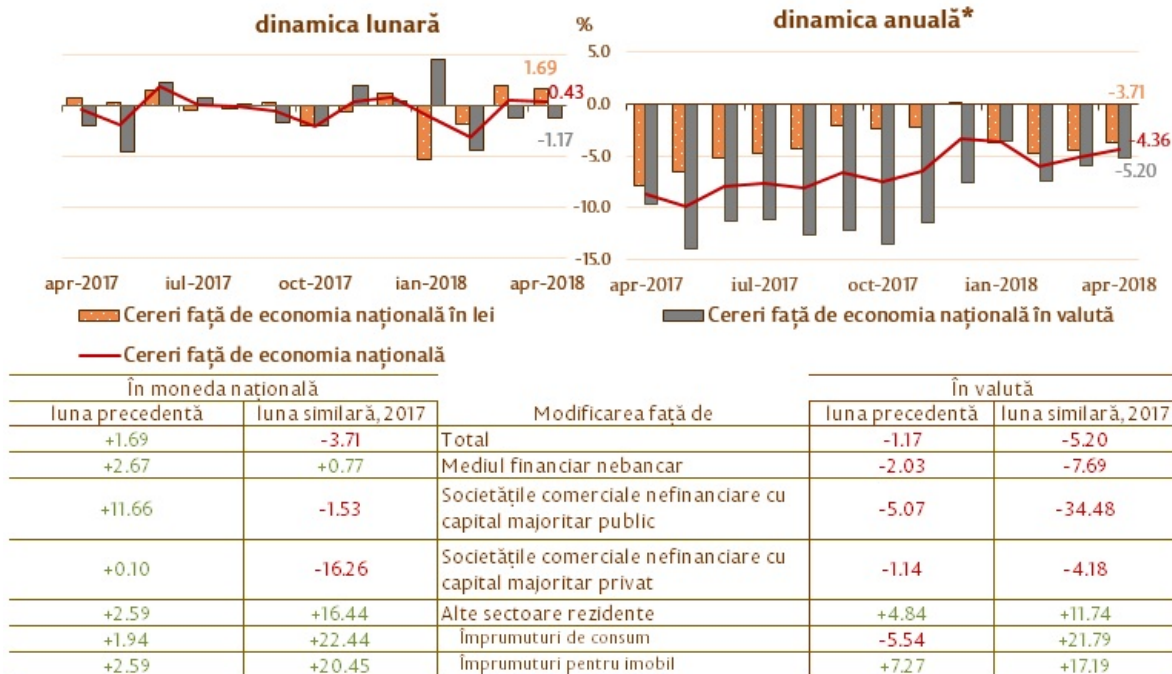 dinamica lunară
%
dinamica anuală*
1.69
0.43
-1.17
5.0
0.0
-5.0
-10.0
-15.0
-3.71
-4.36
-5.20
apr-2017 iul-2017 oct-2017 ian-2018 apr-2018
apr-2017 iul-2017 oct-2017 ian-2018 apr-2018
Cereri față de economia națională în lei
Cereri față de economia națională în valută
Cereri față de economia națională
În moneda națională Modificarea față de În valută
luna precedentă luna similară, 2017 luna precedentă luna similară, 2017
+1.69 -3.71 Total -1.17 -5.20
+2.67 +0.77 Mediul financiar nebancar -2.03 -7.69
+11.66 -1.53 Societățile comerciale nefinanciare cu
capital majoritar public -5.07 -34.48
+0.10 -16.26 Societățile comerciale nefinanciare cu
capital majoritar privat -1.14 -4.18
+2.59 +16.44 Alte sectoare rezidente +4.84 +11.74
+1.94 +22.44 Împrumuturi de consum -5.54 +21.79
+2.59 +20.45 Împrumuturi pentru imobil +7.27 +17.19